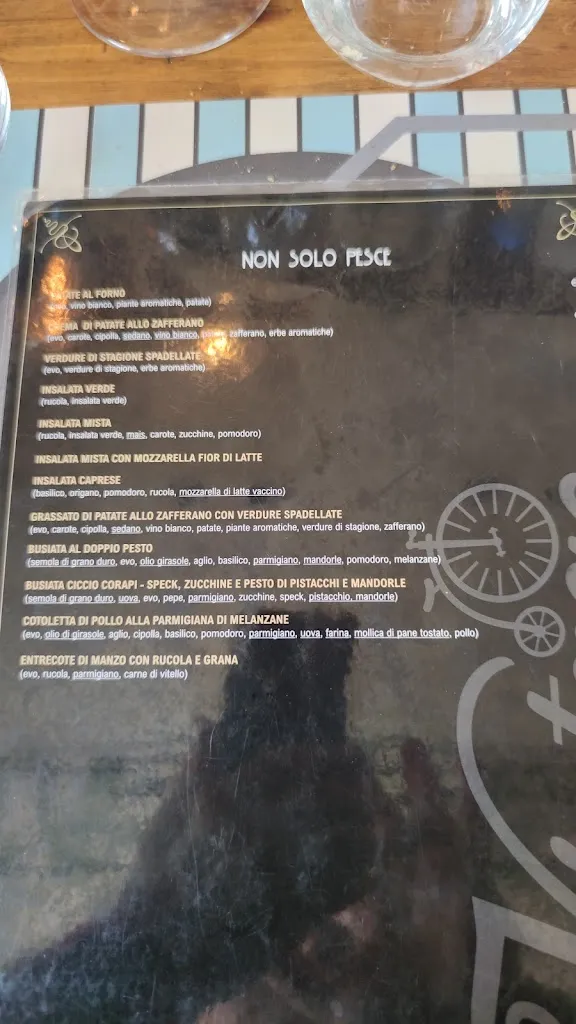 NON SOLO PESCE
PATATE AL FORNO
(evo, vino bianco, piante aromatiche, patate)
CREMA DI PATATE ALLO ZAFFERANO
(evo, carote, cipolla, sedano, vino bianco, zafferano, erbe aromatiche)
VERDURE DI STAGIONE SPADELLATE
(evo, verdure di stagione, erbe aromatiche)
INSALATA VERDE
(rucola, insalata verde)
INSALATA MISTA
(rucola, insalata verde, mais, carote, zucchine, pomodoro)
INSALATA MISTA CON MOZZARELLA FIOR DI LATTE
INSALATA CAPRESE
(basilico, origano, pomodoro, rucola, mozzarella di latte vaccino)
GRASSATO DI PATATE ALLO ZAFFERANO CON VERDURE SPADELLATE
(evo, carote, cipolla, sedano, vino bianco, patate, piante aromatiche, verdure di stagione, zafferano)
BUSIATA AL DOPPIO PESTO
(semola di grano duro, evo, olio girasole, aglio, basilico, parmigiano, mandorle, pomodoro, melanzane)
BUSIATA CICCIO CORAPI - SPECK, ZUCCHINE E PESTO DI PISTACCHI E MANDORLE
(semola di grano duro, uova, evo, pepe, parmigiano, zucchine, speck, pistacchio, mandorle)
COTOLETTA DI POLLO ALLA PARMIGIANA DI MELANZANE
(evo, olio di girasole, aglio, cipolla, basilico, pomodoro, parmigiano, uova, farina, mollica di pane tostato, pollo)
ENTRECOTE DI MANZO CON RUCOLA E GRANA
(evo, rucola, parmigiano, carne di vitello)